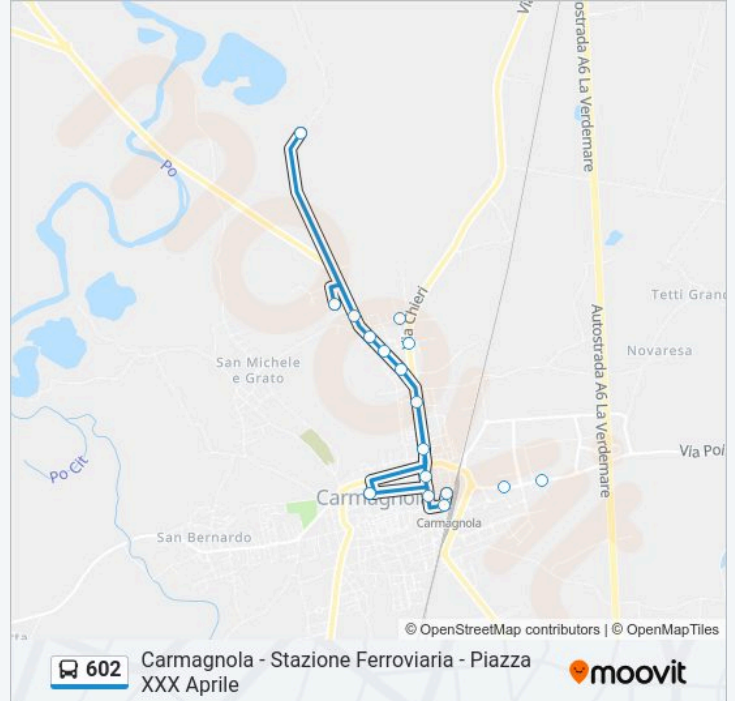 Via
Autostrada A6 La Verdemare
Po
a Chieri
Tetti Grand
Novaresa
San Michele
e Grato
Autostrada A6 La Verdemare
Via Poi
Po Cit
Carmagnola
Carmagnola
San Bernardo
© OpenStreetMap contributors | © OpenMapTiles
602
Carmagnola - Stazione Ferroviaria - Piazza
XXX Aprile
moovit